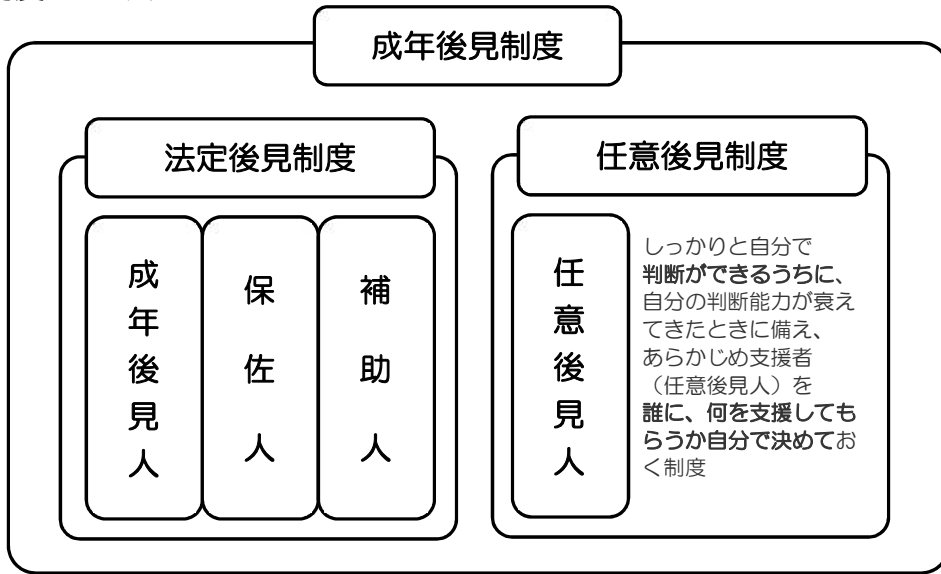 成年後見制度
法定後見制度
成年後見人
保佐人
補助人
任意後見制度
任意後見人
しっかりと自分で
判断ができるうちに、
自分の判断能力が衰え
てきたときに備え、
あらかじめ支援者
（任意後見人）を
誰に、何を支援しても
らうか自分で決めてお
く制度